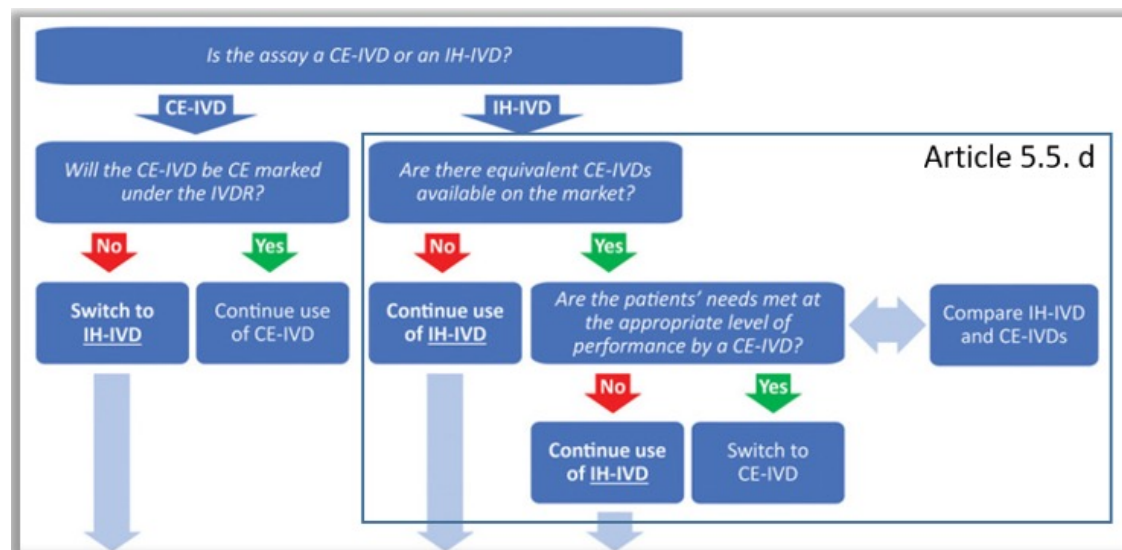 Is the assay a CE-IVD or an IH-IVD?
CE-IVD
IH-IVD
Article 5.5. d
Will the CE-IVD be CE marked
under the IVDR?
Are there equivalent CE-IVDs
available on the market?
No
Yes
No
Yes
Switch to
IH-IVD
Continue use
of CE-IVD
Continue use
of IH-IVD
Are the patients' needs met at
the appropriate level of
performance by a CE-IVD?
Compare IH-IVD
and CE-IVDs
No
Yes
Continue use
of IH-IVD
Switch to
CE-IVD